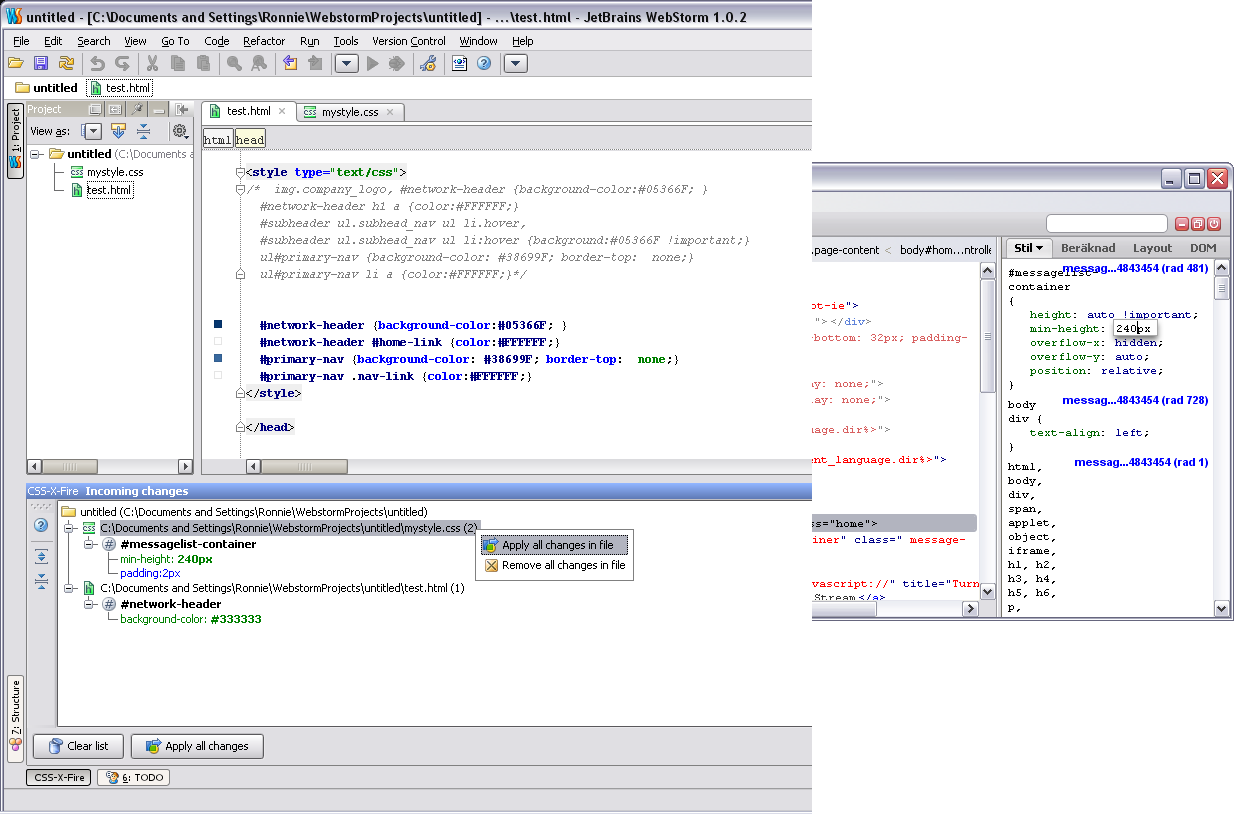 untitled - [C:\Documents and Settings\Ronnie\WebstormProjects\untitled] - ...\test.html - JetBrains WebStorm 1.0.2
File Edit Search View Go To Code Refactor Run Tools Version Control Window Help
untitled test.html
1: Project
Project
View as:
untitled (C:\Documents a
mystyle.css
test.html
test.html mystyle.css
html head
<style type="text/css">
/*  img.company_logo, #network-header {background-color:#05366F; }
#network-header h1 a {color:#FFFFFF;}
#subheader ul.subhead_nav ul li.hover,
#subheader ul.subhead_nav ul li:hover {background:#05366F !important;}
ul#primary-nav {background-color: #38699F; border-top:  none;}
ul#primary-nav li a {color:#FFFFFF;}*/
#network-header {background-color:#05366F; }
#network-header #home-link {color:#FFFFFF;}
#primary-nav {background-color: #38699F; border-top:  none;}
#primary-nav .nav-link {color:#FFFFFF;}
</style>
</head>
CSS-X-Fire Incoming changes
untitled (C:\Documents and Settings\Ronnie\WebstormProjects\untitled)
C:\Documents and Settings\Ronnie\WebstormProjects\untitled\mystyle.css (2)
#messagelist-container
min-height: 240px
padding:2px
C:\Documents and Settings\Ronnie\WebstormProjects\untitled\test.html (1)
#network-header
background-color: #333333
Apply all changes in file
Remove all changes in file
Z: Structure
Clear list Apply all changes
CSS-X-Fire 6: TODO
.page-content < body#hom...ntrolle
Stil Beräknad Layout DOM
ot-ie">
"></div>
bottom: 32px; padding-
ay: none;">
lay: none;">
uage.dir%>">
ent_language.dir%>">
ss="home">
iner" class=" message-
vascript://" title="Turn
Stream</a>
messag...4843454 (rad 481)
#messagelist-
container
{
height: auto !important;
min-height: 240px
overflow-x: hidden;
overflow-y: auto;
position: relative;
}
messag...4843454 (rad 728)
body
div {
text-align: left;
}
messag...4843454 (rad 1)
html,
body,
div,
span,
applet,
object,
iframe,
h1, h2,
h3, h4,
h5, h6,
p,